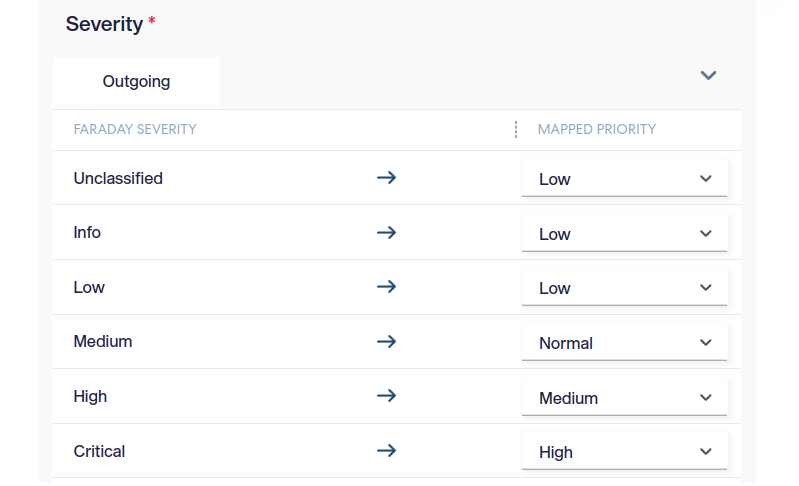 Severity *
Outgoing
FARADAY SEVERITY MAPPED PRIORITY
Unclassified Low
Info Low
Low Low
Medium Normal
High Medium
Critical High